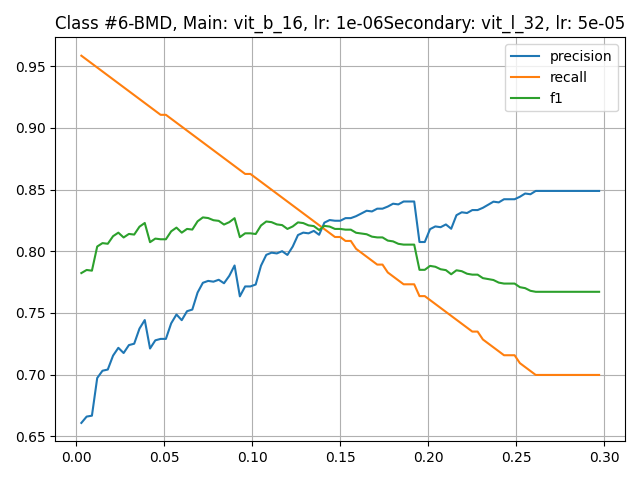 Class #6-BMD, Main: vit_b_16, lr: 1e-06Secondary: vit_l_32, lr: 5e-05
precision
recall
f1
0.95
0.90
0.85
0.80
0.75
0.70
0.65
0.00 0.05 0.10 0.15 0.20 0.25 0.30